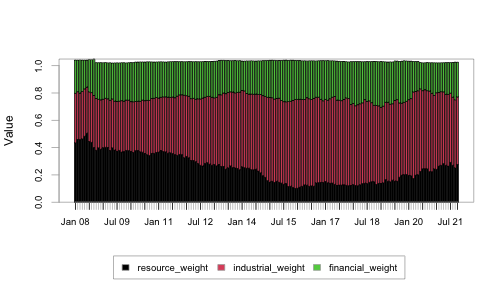 Value
1.0
0.8
0.6
0.4
0.2
0.0
Jan 08 Jul 09 Jan 11 Jul 12 Jan 14 Jul 15 Jan 17 Jul 18 Jan 20 Jul 21
resource_weight industrial_weight financial_weight